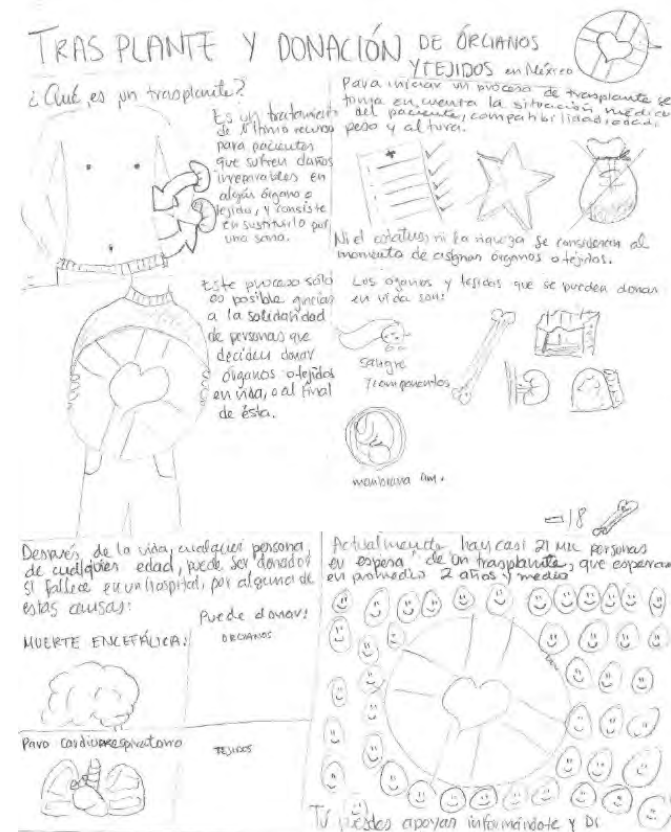 TRASPLANTE Y DONACIÓN DE ÓRGANOS
Y TEJIDOS en México
¿Qué es un trasplante?
Es un tratamiento
de último recurso
para pacientes
que sufren daños
irreparables en
algún órgano o
tejido, y consiste
en sustituirlo por
uno sano.
Para iniciar un proceso de trasplante se
toma en cuenta la situación médica
del paciente, compatibilidad, edad,
peso y altura.
Ni el estatus, ni la riqueza se consideran al
momento de asignar órganos o tejidos.
Este proceso sólo
es posible gracias
a la solidaridad
de personas que
deciden donar
órganos o tejidos
en vida, o al final
de ésta.
Los órganos y tejidos que se pueden donar
en vida son:
sangre
y componentos
membrana am.
18
Después de la vida, cualquier persona
de cualquier edad, puede ser donador
si fallece en un hospital, por alguna de
estas causas:
MUERTE ENCEFÁLICA:
Puede donar:
ORGANOS
Paro cardiorrespiratorio
TEJIDOS
Actualmente hay casi 21 MIL personas
en espera de un trasplante, que esperan
en promedio 2 años y medio
Tú puedes apoyar informándote y DI